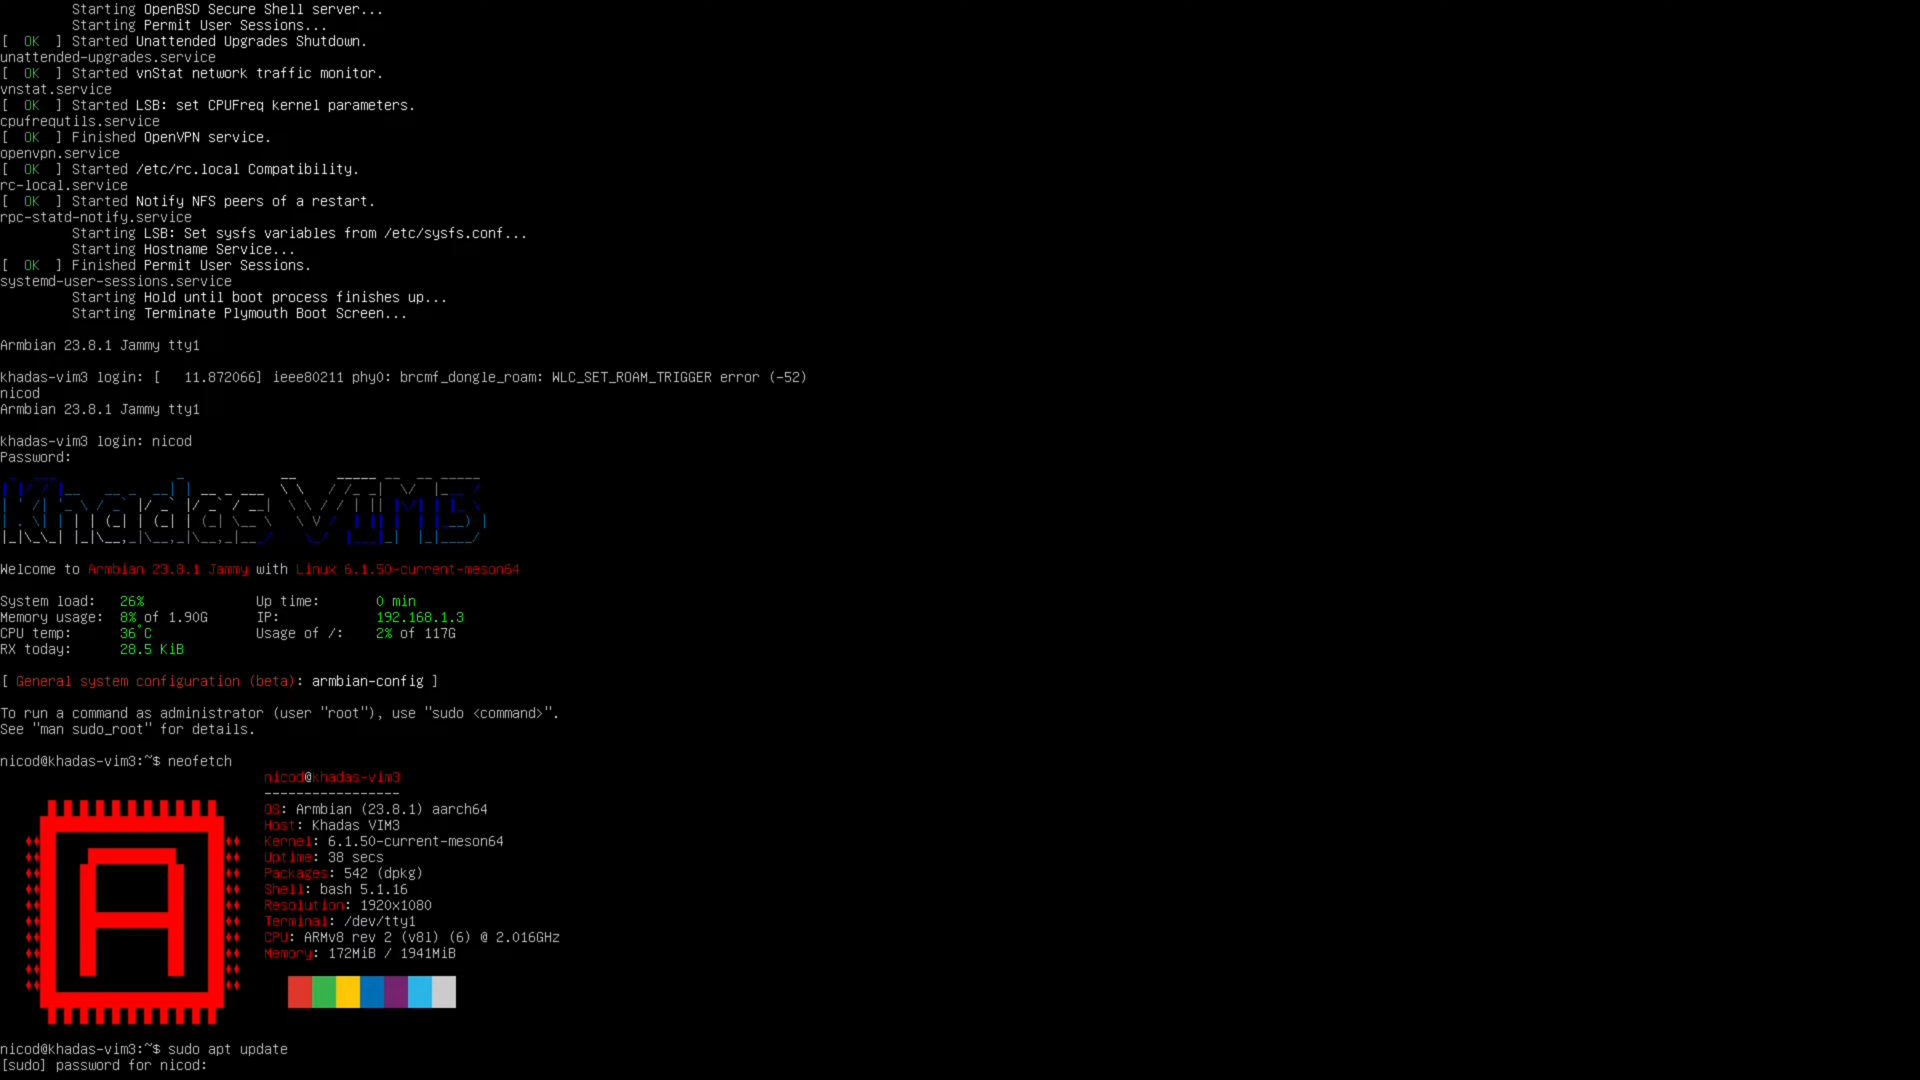 Starting OpenBSD Secure Shell server...
Starting Permit User Sessions...
[  OK  ] Started Unattended Upgrades Shutdown.
unattended-upgrades.service
[  OK  ] Started vnStat network traffic monitor.
vnstat.service
[  OK  ] Started LSB: set CPUFreq kernel parameters.
cpufrequtils.service
[  OK  ] Finished OpenVPN service.
openvpn.service
[  OK  ] Started /etc/rc.local Compatibility.
rc-local.service
[  OK  ] Started Notify NFS peers of a restart.
rpc-statd-notify.service
Starting LSB: Set sysfs variables from /etc/sysfs.conf...
Starting Hostname Service...
[  OK  ] Finished Permit User Sessions.
systemd-user-sessions.service
Starting Hold until boot process finishes up...
Starting Terminate Plymouth Boot Screen...
Armbian 23.8.1 Jammy tty1
khadas-vim3 login: [   11.872066] ieee80211 phy0: brcmf_dongle_roam: WLC_SET_ROAM_TRIGGER error (-52)
nicod
Armbian 23.8.1 Jammy tty1
khadas-vim3 login: nicod
Password:
Khadas VIM3
Welcome to Armbian 23.8.1 Jammy with Linux 6.1.50-current-meson64
System load:   26%              Up time:       0 min
Memory usage:  8% of 1.90G      IP:            192.168.1.3
CPU temp:      36°C             Usage of /:    2% of 117G
RX today:      28.5 KiB
[ General system configuration (beta): armbian-config ]
To run a command as administrator (user "root"), use "sudo <command>".
See "man sudo_root" for details.
nicod@khadas-vim3:~$ neofetch
nicod@khadas-vim3
-----------------
OS: Armbian (23.8.1) aarch64
Host: Khadas VIM3
Kernel: 6.1.50-current-meson64
Uptime: 38 secs
Packages: 542 (dpkg)
Shell: bash 5.1.16
Resolution: 1920x1080
Terminal: /dev/tty1
CPU: ARMv8 rev 2 (v8l) (6) @ 2.016GHz
Memory: 172MiB / 1941MiB
A
nicod@khadas-vim3:~$ sudo apt update
[sudo] password for nicod: